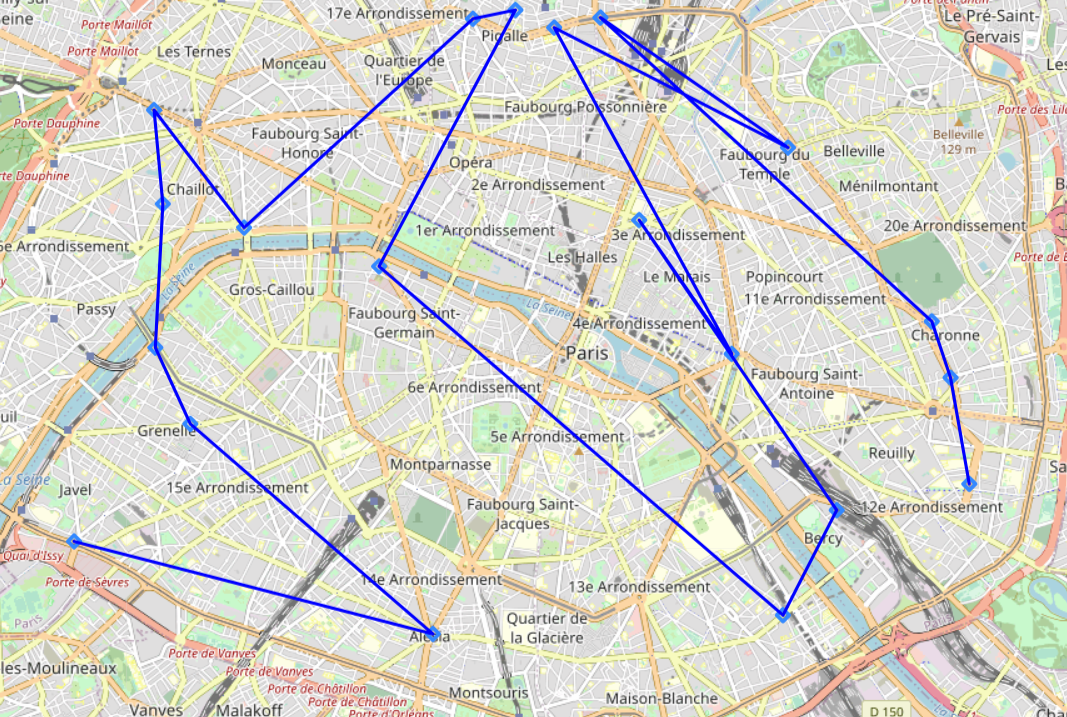 17e Arrondissement
Le Pré-Saint-
Gervais
Porte Maillot
Pigalle
Porte Maillot
Les Ternes
Monceau
Quartier de
l'Europe
Faubourg Poissonnière
Porte des Lilas
Porte Dauphine
Faubourg Saint-
Honoré
Belleville
129 m
Opéra
Faubourg du
Temple
Belleville
Chaillot
2e Arrondissement
Ménilmontant
1er Arrondissement
3e Arrondissement
20e Arrondissement
Les Halles
Le Marais
Popincourt
La Seine
Gros-Caillou
11e Arrondissement
Passy
Faubourg Saint-
Germain
La Seine
4e Arrondissement
Charonne
Paris
6e Arrondissement
Faubourg Saint-
Antoine
Grenelle
5e Arrondissement
Reuilly
Montparnasse
La Seine
Javel
15e Arrondissement
Faubourg Saint-
Jacques
12e Arrondissement
Bercy
Quai d'Issy
Porte de Sèvres
14e Arrondissement
13e Arrondissement
Paris
Alésia
Quartier de
la Glacière
Porte de Vanves
les-Moulineaux
Porte de Vanves
Porte de Châtillon
Montsouris
Maison-Blanche
Porte de Châtillon
Vanves
Malakoff
Porte d'Orléans
D 150